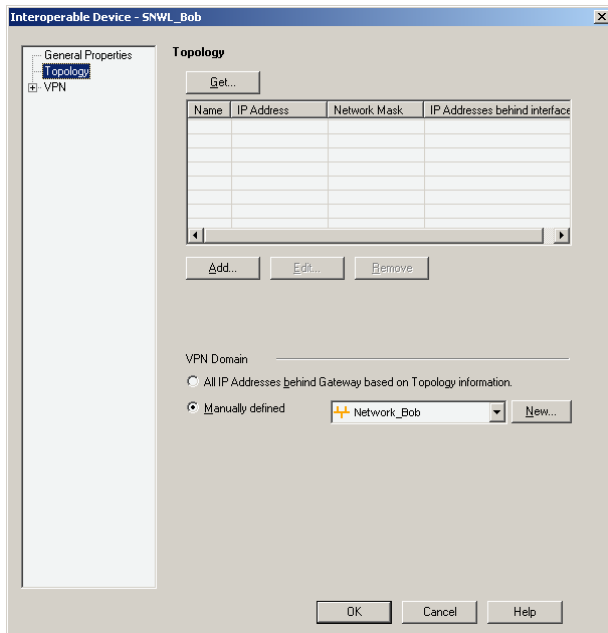 Interoperable Device - SNWL_Bob
General Properties
Topology
VPN
Topology
Get...
Name IP Address Network Mask IP Addresses behind interface
Add... Edit... Remove
VPN Domain
All IP Addresses behind Gateway based on Topology information.
Manually defined Network_Bob New...
OK Cancel Help